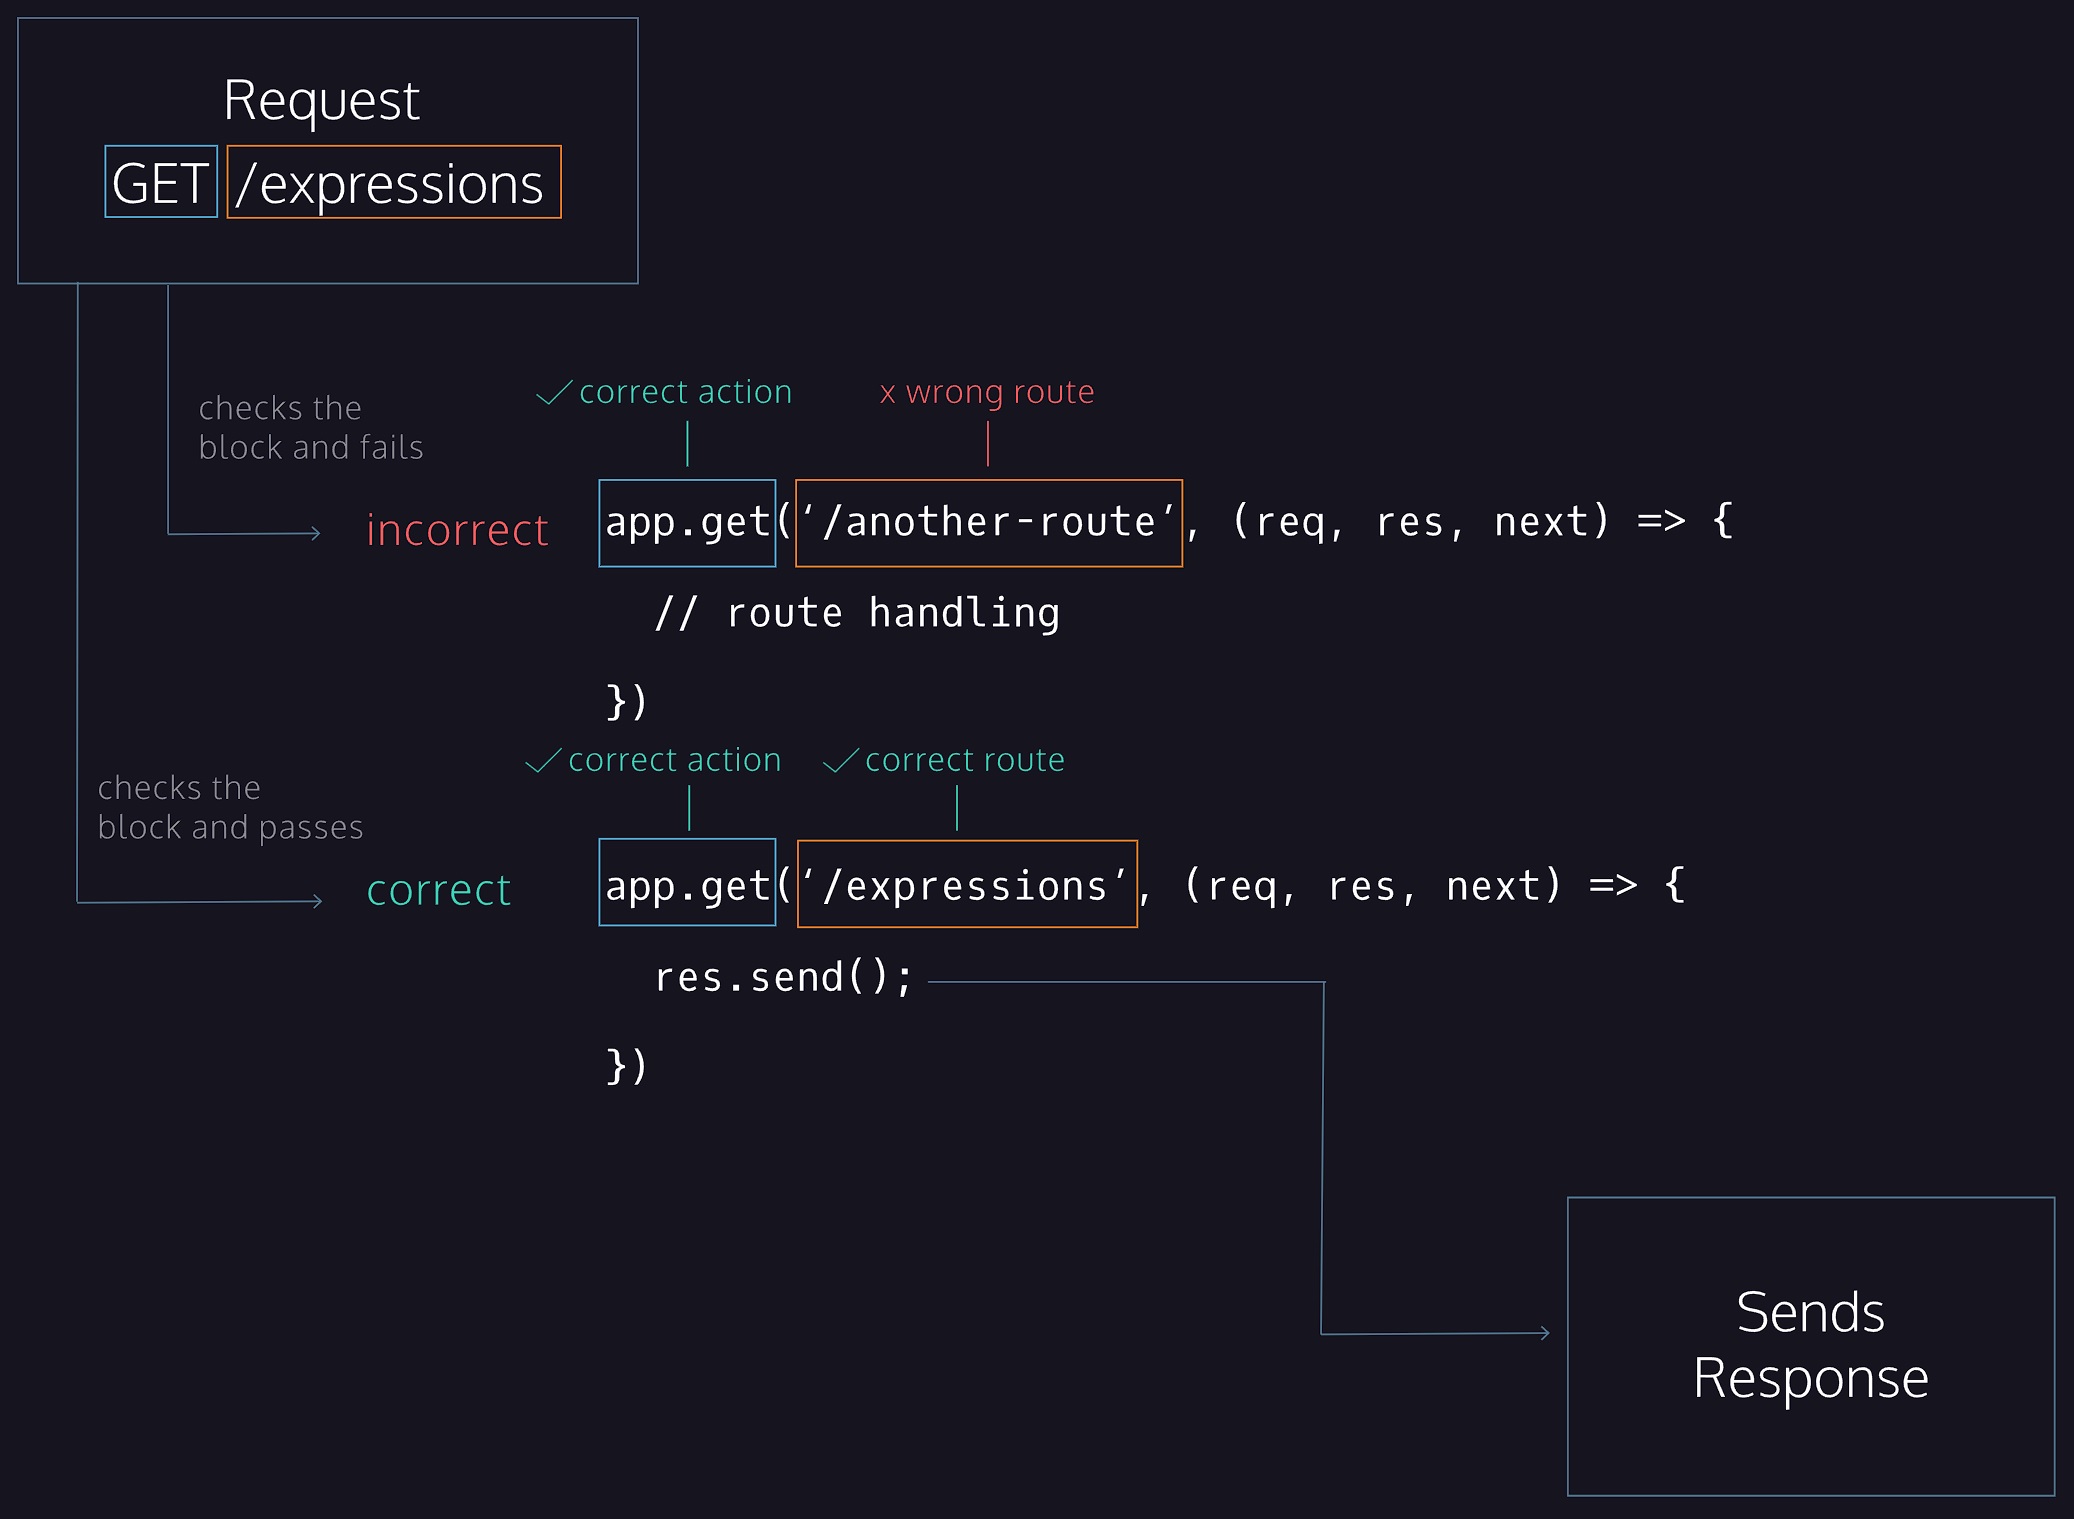 Request
GET /expressions
checks the
block and fails
✓ correct action
x wrong route
incorrect
app.get(‘/another-route’, (req, res, next) => {
// route handling
})
checks the
block and passes
✓ correct action
✓ correct route
correct
app.get(‘/expressions’, (req, res, next) => {
res.send();
})
Sends
Response